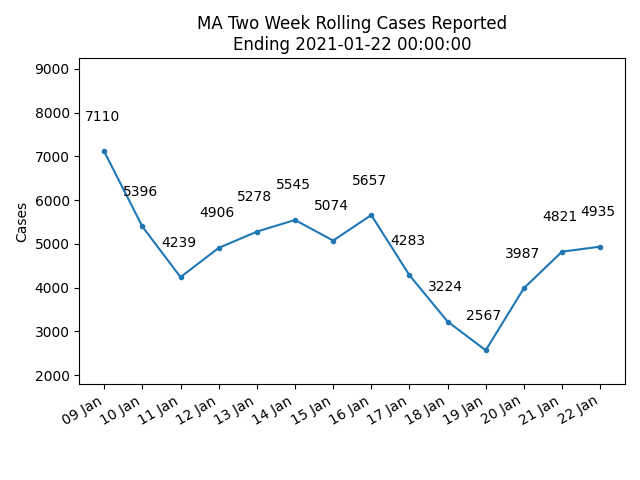 MA Two Week Rolling Cases Reported
Ending 2021-01-22 00:00:00
9000
8000
7000
6000
5000
4000
3000
2000
Cases
7110
5396
4239
4906
5278
5545
5074
5657
4283
3224
2567
3987
4821
4935
09 Jan
10 Jan
11 Jan
12 Jan
13 Jan
14 Jan
15 Jan
16 Jan
17 Jan
18 Jan
19 Jan
20 Jan
21 Jan
22 Jan